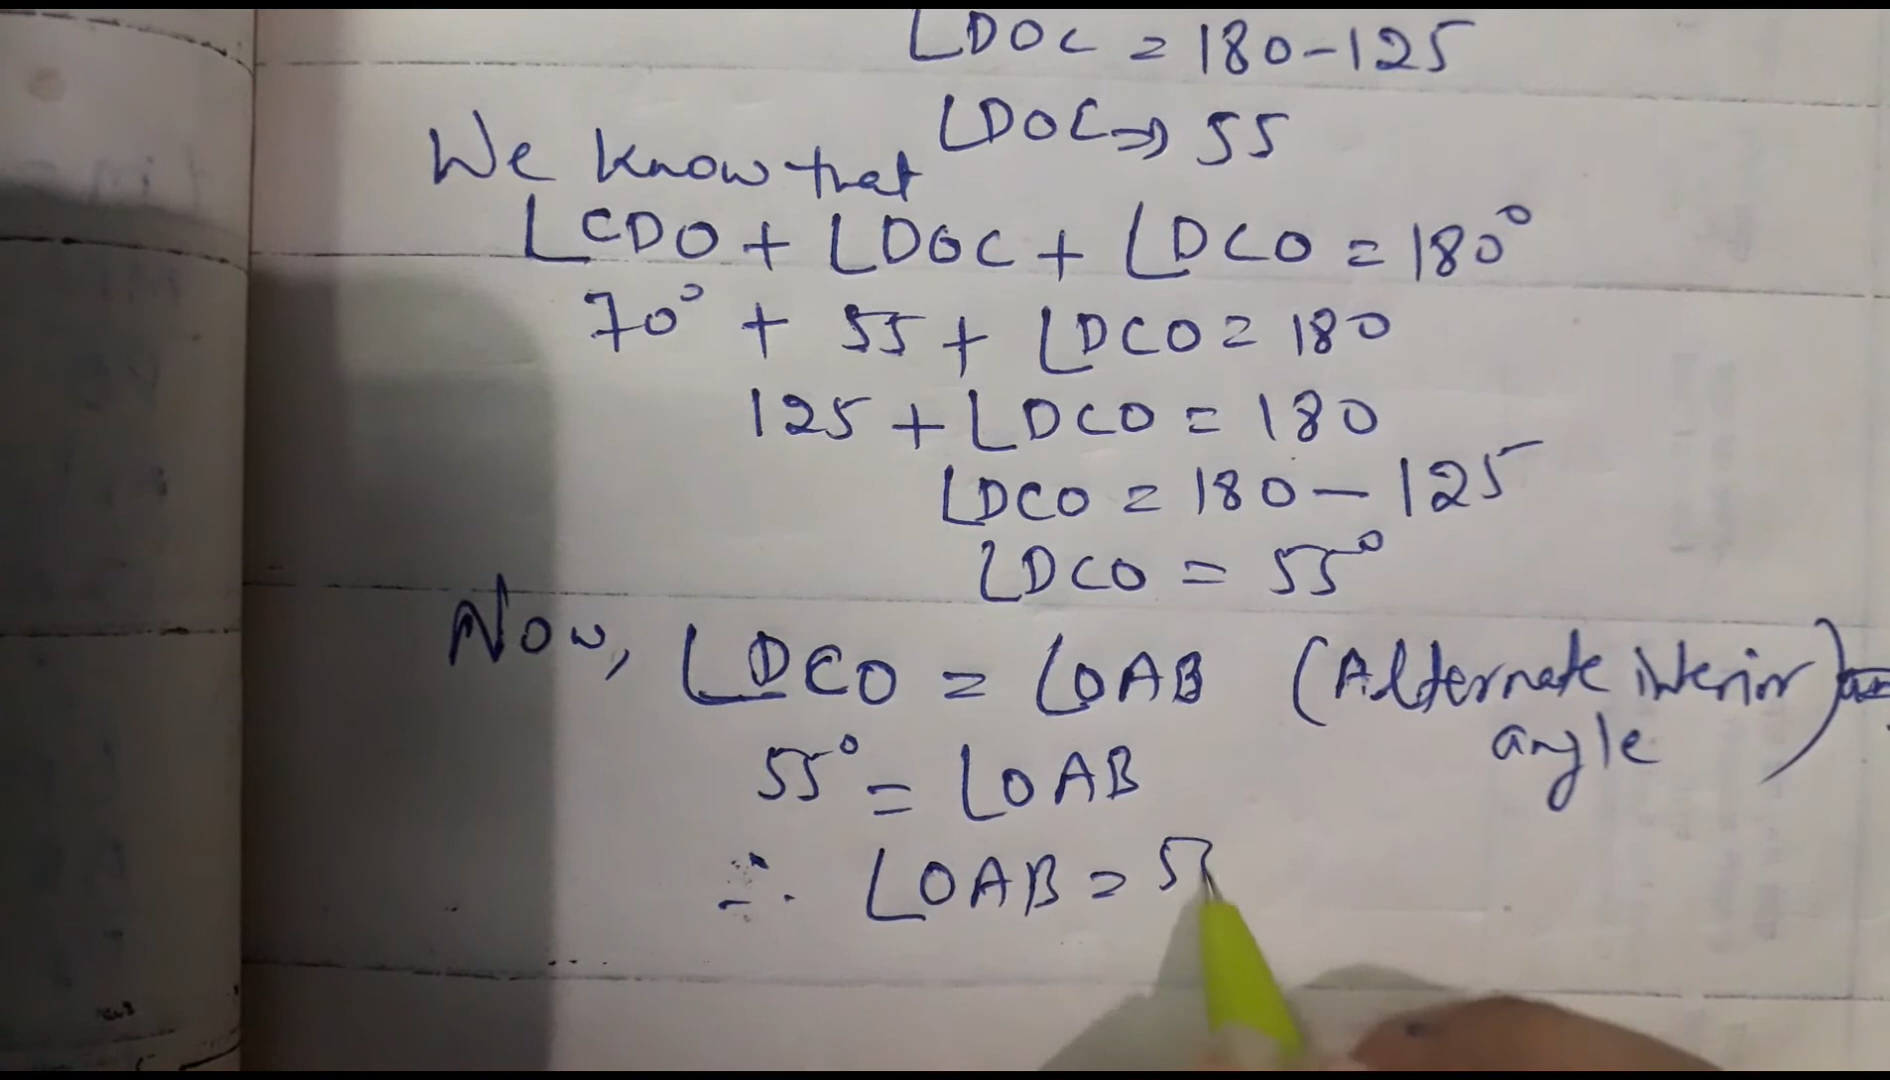 ∠DOC = 180-125
∠DOC ⇒ 55
We know that
∠CDO + ∠DOC + ∠DCO = 180°
70° + 55 + ∠DCO = 180
125 + ∠DCO = 180
∠DCO = 180 - 125
∠DCO = 55°
Now, ∠DCO = ∠OAB (Alternate interior)
angle
55° = ∠OAB
∴ ∠OAB = 5